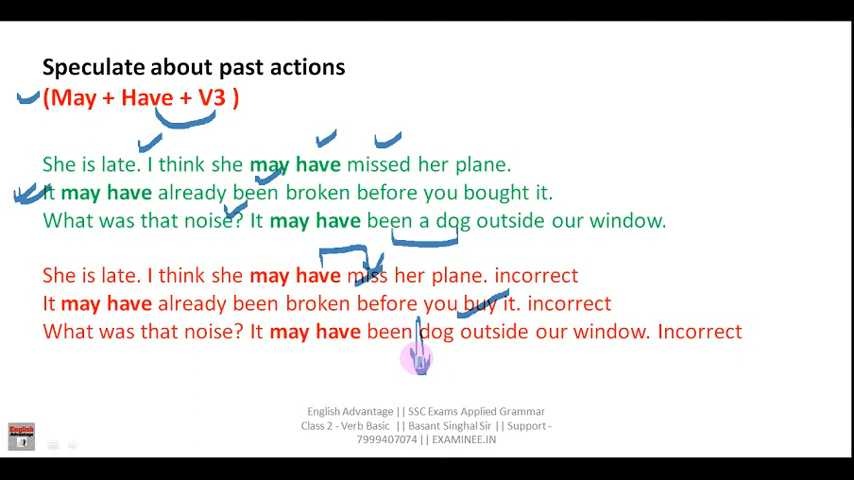 Speculate about past actions
(May + Have + V3 )
She is late. I think she may have missed her plane.
It may have already been broken before you bought it.
What was that noise? It may have been a dog outside our window.
She is late. I think she may have miss her plane. incorrect
It may have already been broken before you buy it. incorrect
What was that noise? It may have been dog outside our window. Incorrect
English Advantage || SSC Exams Applied Grammar
Class 2 - Verb Basic || Basant Singhal Sir || Support -
7999407074 || EXAMINEE.IN
English
Advantage